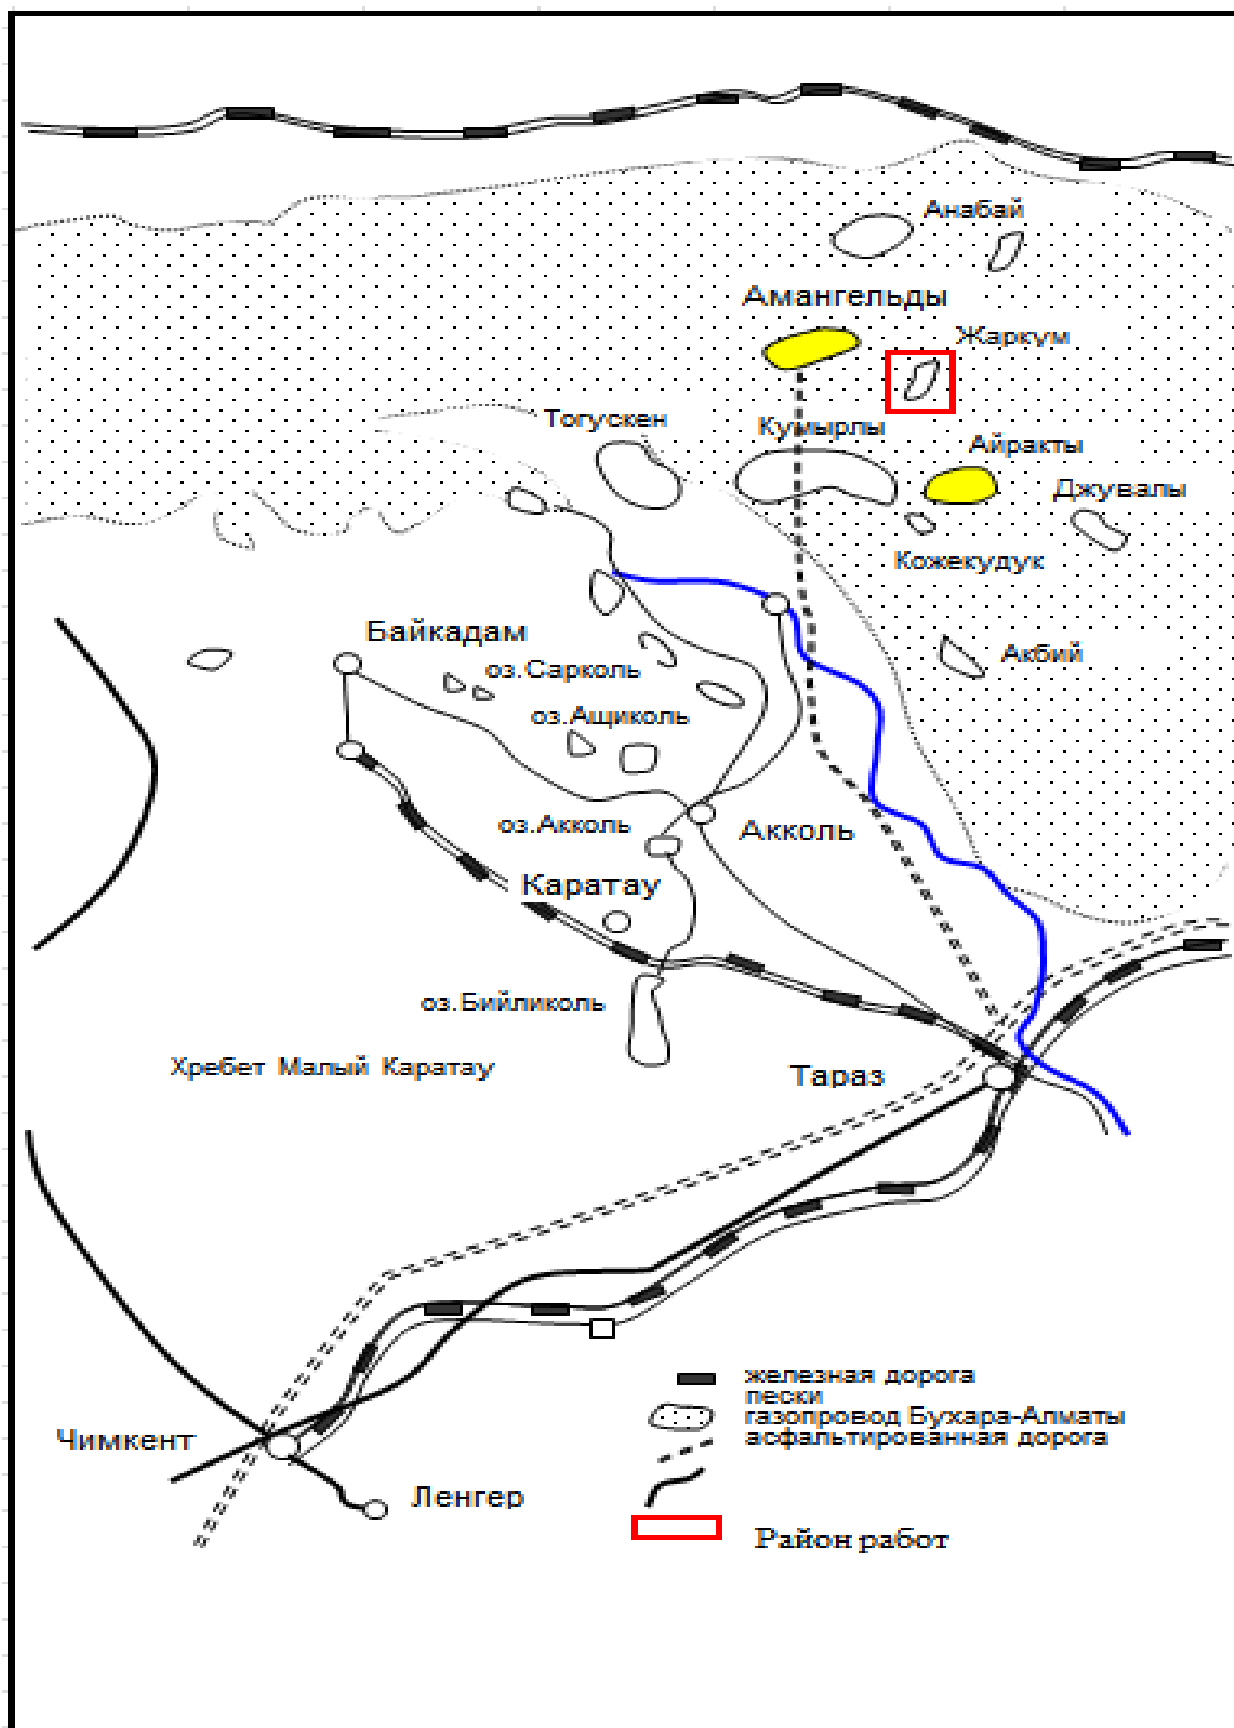 Анабай
Амангельды
Жаркум
Тогускен
Кумырлы
Айракты
Джувалы
Кожекудук
Байкадам
оз.Сарколь
Акбий
оз.Ащиколь
оз.Акколь
Акколь
Каратау
оз.Бийликоль
Хребет Малый Каратау
Тараз
железная дорога
пески
газопровод Бухара-Алматы
асфальтированная дорога
Чимкент
Ленгер
Район работ